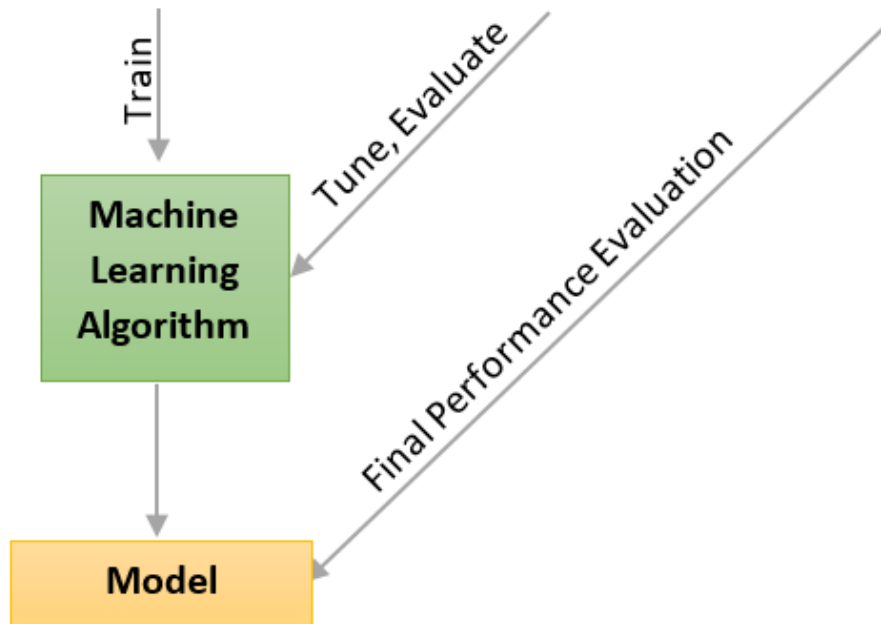 Train
Tune, Evaluate
Machine
Learning
Algorithm
Final Performance Evaluation
Model